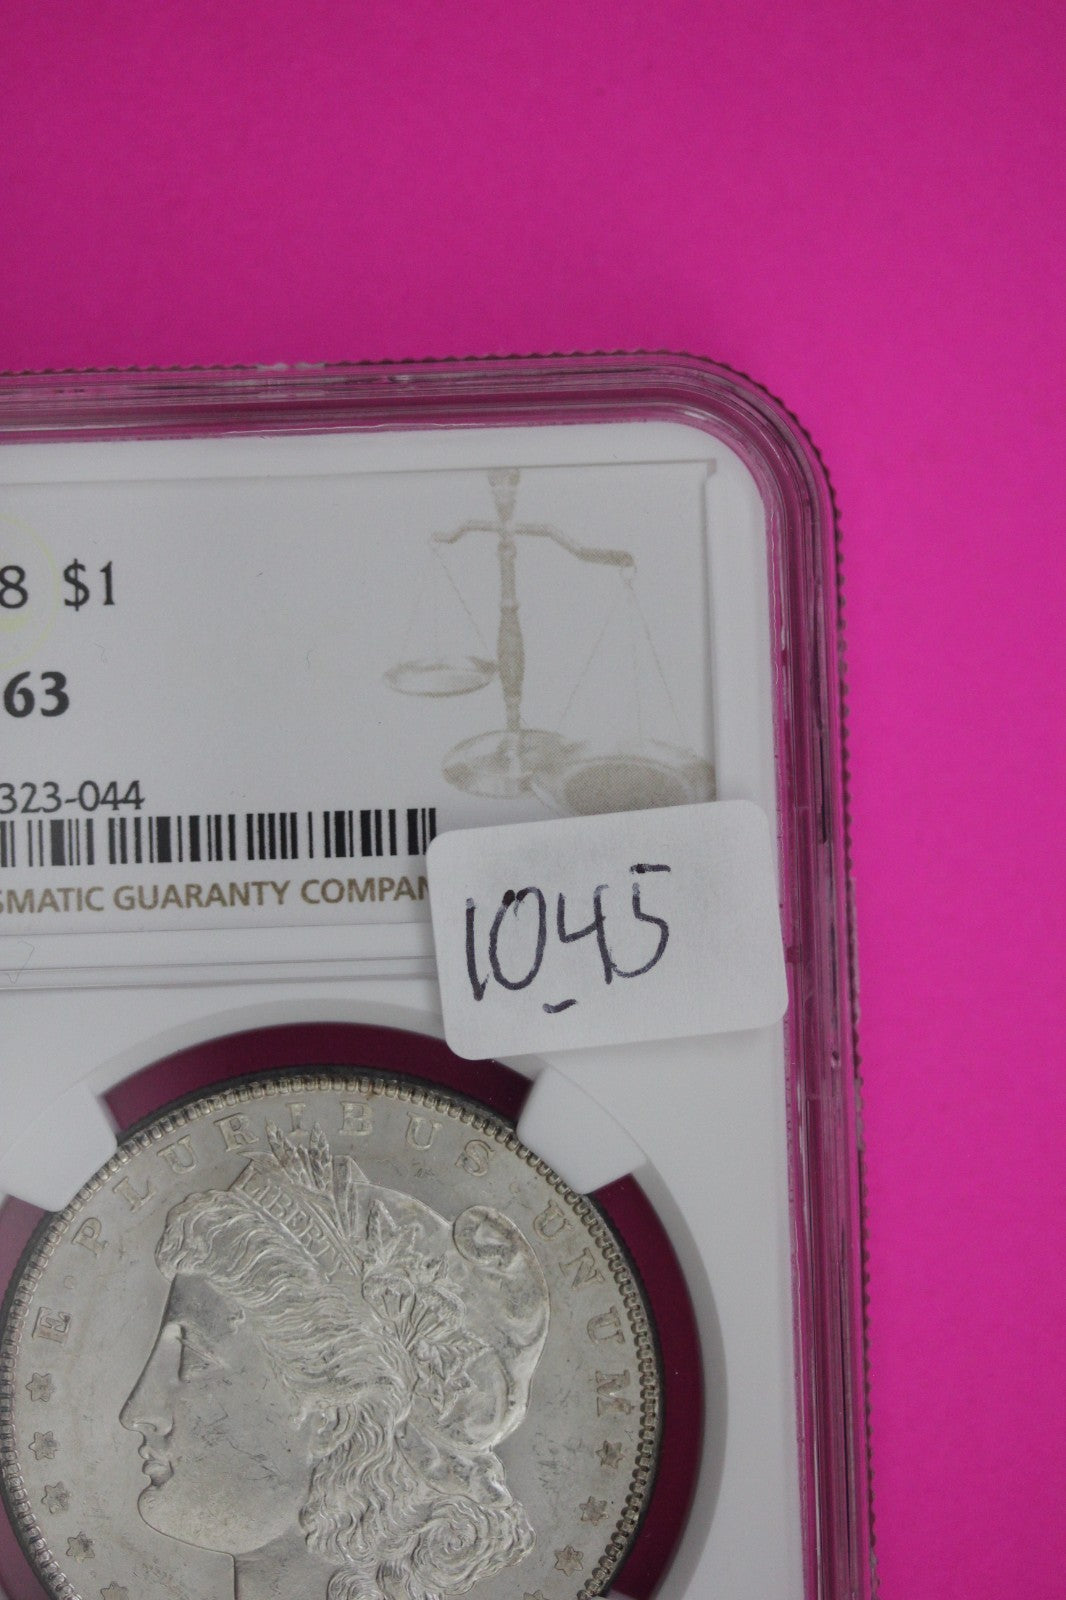 8 $1
63
323-044
SMATIC GUARANTY COMPAN
1045
E · PLURIBUS · UNUM
LIBERTY